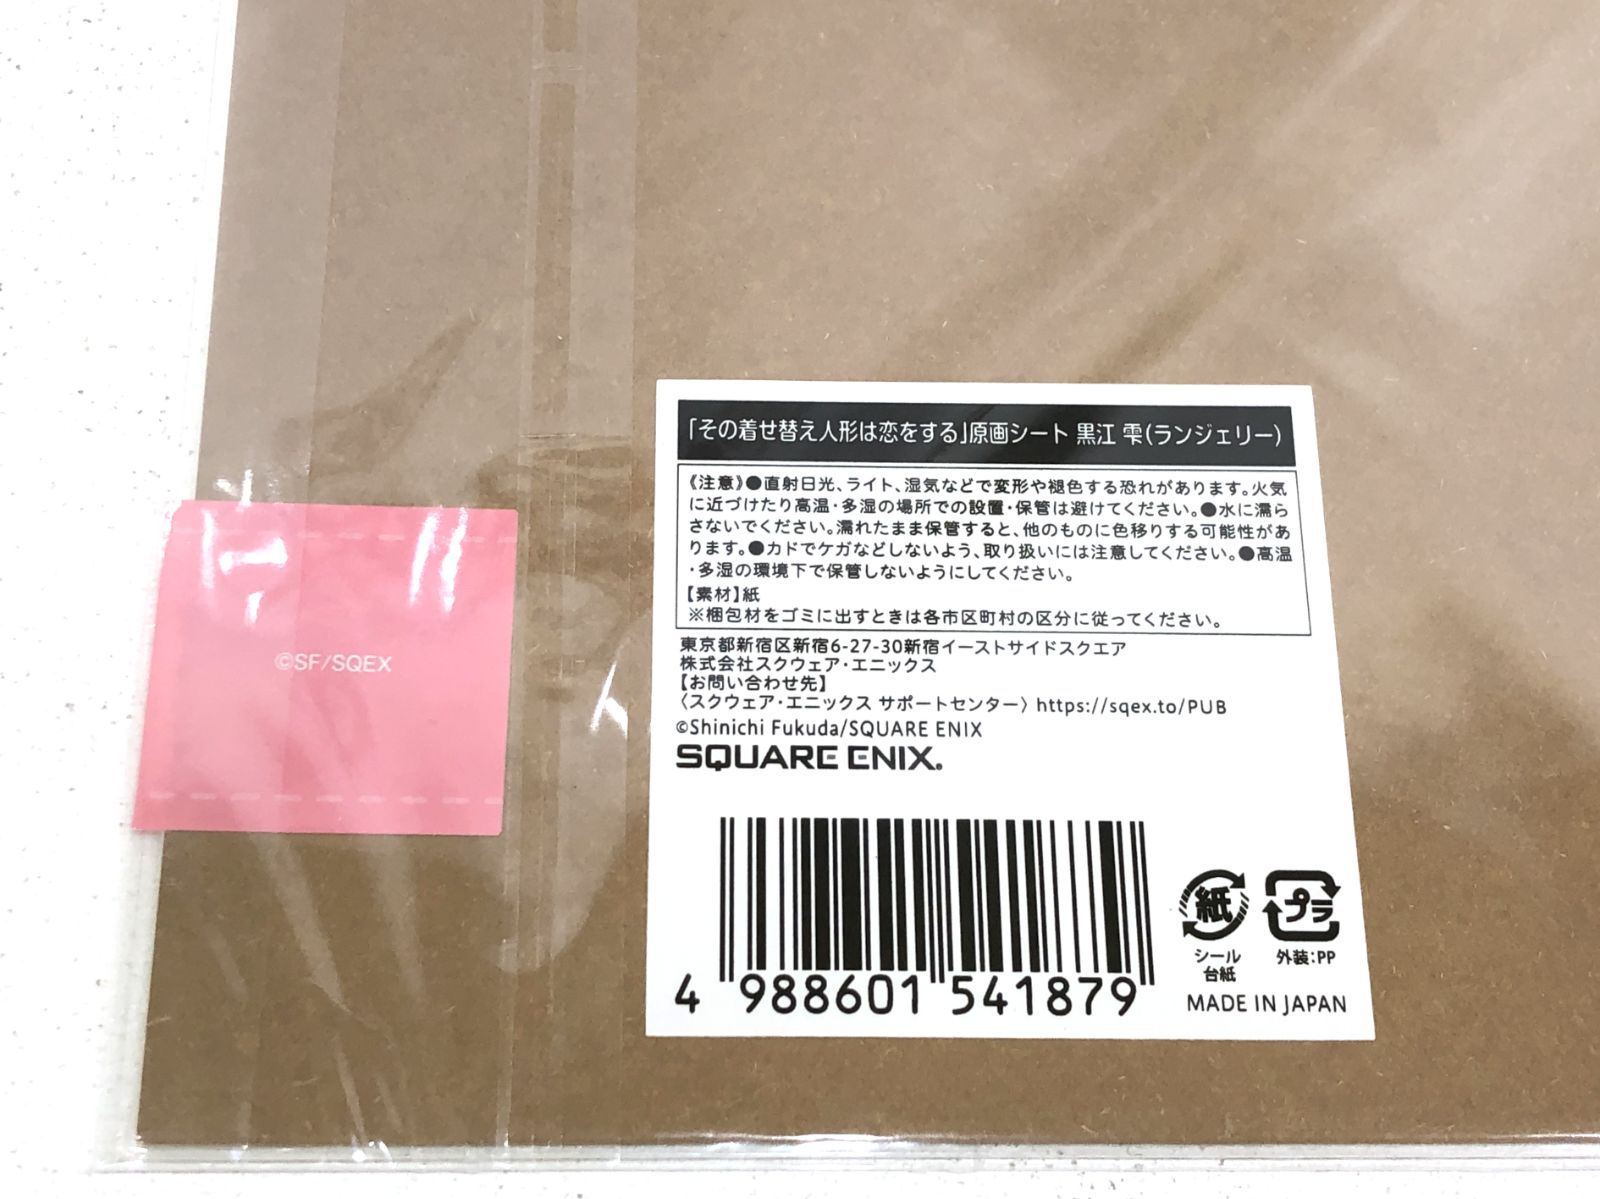 「その着せ替え人形は恋をする」原画シート 黒江 雫(ランジェリー)
《注意》●直射日光、ライト、湿気などで変形や褪色する恐れがあります。火気
に近づけたり高温・多湿の場所での設置・保管は避けてください。●水に濡ら
さないでください。濡れたまま保管すると、他のものに色移りする可能性があ
ります。●カドでケガなどしないよう、取り扱いには注意してください。●高温
・多湿の環境下で保管しないようにしてください。
【素材】紙
※梱包材をゴミに出すときは各市区町村の区分に従ってください。
東京都新宿区新宿6-27-30新宿イーストサイドスクエア
株式会社スクウェア・エニックス
【お問い合わせ先】
〈スクウェア・エニックス サポートセンター〉https://sqex.to/PUB
©Shinichi Fukuda/SQUARE ENIX
SQUARE ENIX.
©SF/SQEX
4 988601 541879
紙
シール
台紙
プラ
外装:PP
MADE IN JAPAN